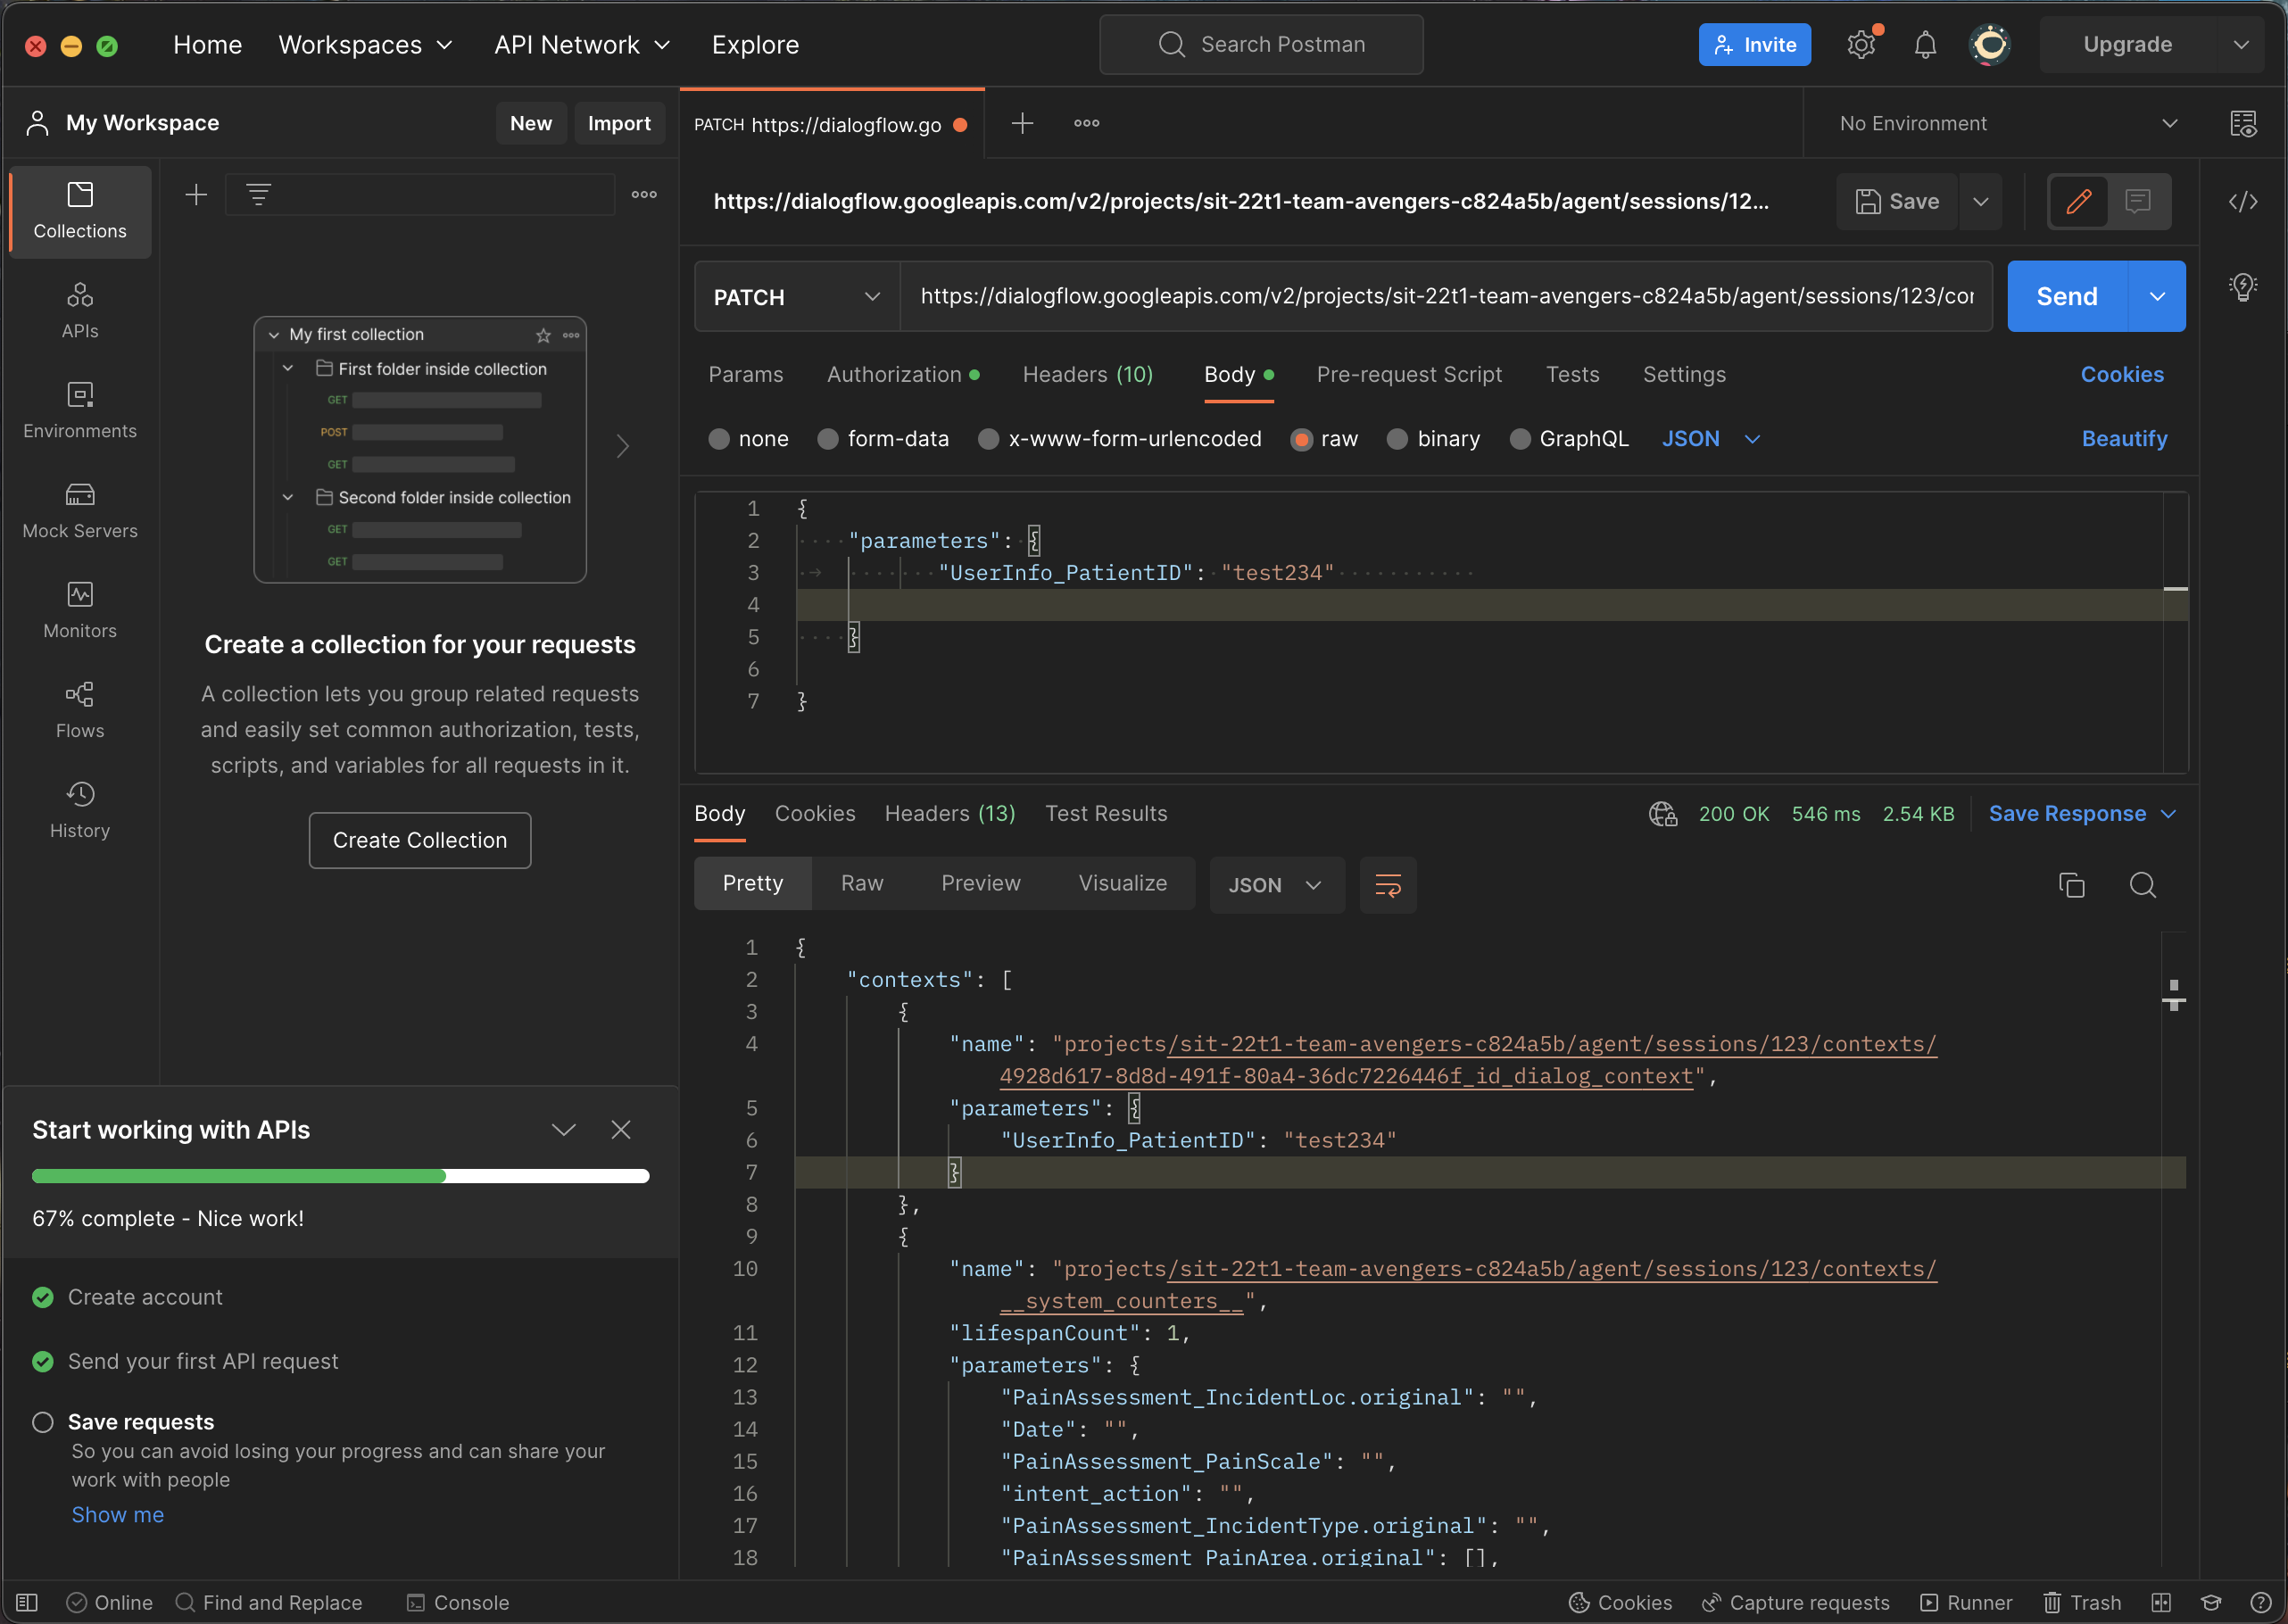 Home
Workspaces
API Network
Explore
Search Postman
Invite
Upgrade
My Workspace
New
Import
PATCH https://dialogflow.go
No Environment
Collections
APIs
Environments
Mock Servers
Monitors
Flows
History
My first collection
First folder inside collection
GET
POST
GET
Second folder inside collection
GET
GET
Create a collection for your requests
A collection lets you group related requests
and easily set common authorization, tests,
scripts, and variables for all requests in it.
Create Collection
Start working with APIs
67% complete - Nice work!
Create account
Send your first API request
Save requests
So you can avoid losing your progress and can share your
work with people
Show me
https://dialogflow.googleapis.com/v2/projects/sit-22t1-team-avengers-c824a5b/agent/sessions/12...
Save
PATCH
https://dialogflow.googleapis.com/v2/projects/sit-22t1-team-avengers-c824a5b/agent/sessions/123/cor
Send
Params
Authorization
Headers (10)
Body
Pre-request Script
Tests
Settings
Cookies
none
form-data
x-www-form-urlencoded
raw
binary
GraphQL
JSON
Beautify
1 {
2 "parameters": {
3 "UserInfo_PatientID": "test234"
4
5 }
6
7 }
Body
Cookies
Headers (13)
Test Results
200 OK
546 ms
2.54 KB
Save Response
Pretty
Raw
Preview
Visualize
JSON
1 {
2 "contexts": [
3 {
4 "name": "projects/sit-22t1-team-avengers-c824a5b/agent/sessions/123/contexts/
4928d617-8d8d-491f-80a4-36dc7226446f_id_dialog_context",
5 "parameters": {
6 "UserInfo_PatientID": "test234"
7 }
8 },
9 {
10 "name": "projects/sit-22t1-team-avengers-c824a5b/agent/sessions/123/contexts/
__system_counters__",
11 "lifespanCount": 1,
12 "parameters": {
13 "PainAssessment_IncidentLoc.original": "",
14 "Date": "",
15 "PainAssessment_PainScale": "",
16 "intent_action": "",
17 "PainAssessment_IncidentType.original": "",
18 "PainAssessment_PainArea.original": [],
Online
Find and Replace
Console
Cookies
Capture requests
Runner
Trash